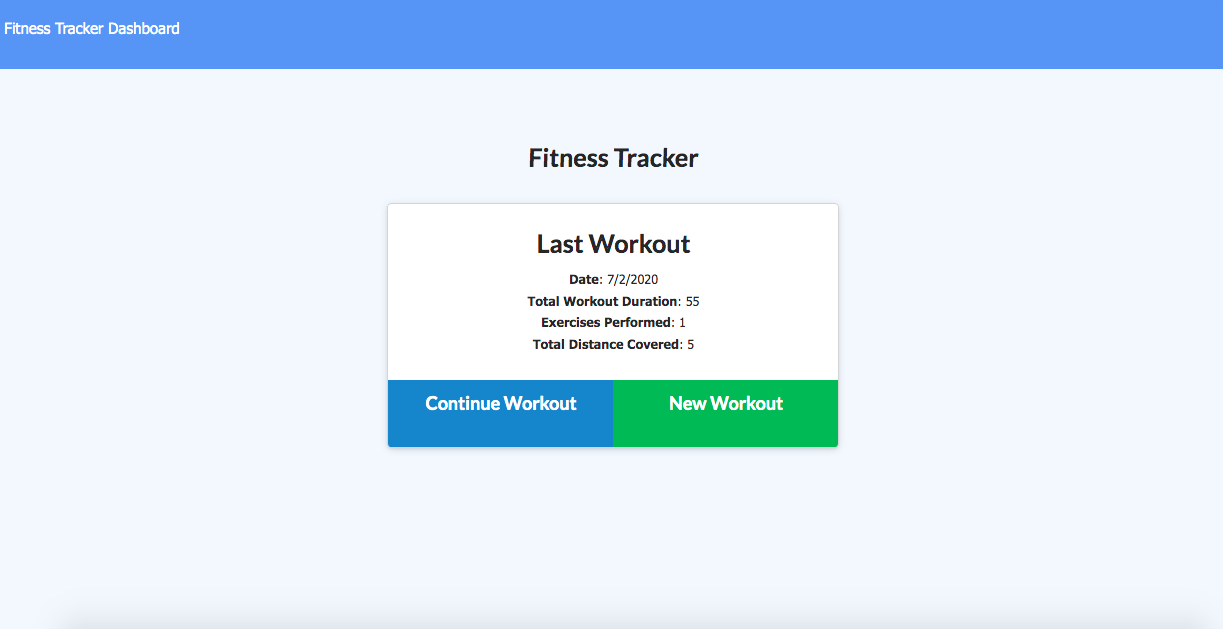 Fitness Tracker Dashboard
Fitness Tracker
Last Workout
Date: 7/2/2020
Total Workout Duration: 55
Exercises Performed: 1
Total Distance Covered: 5
Continue Workout New Workout